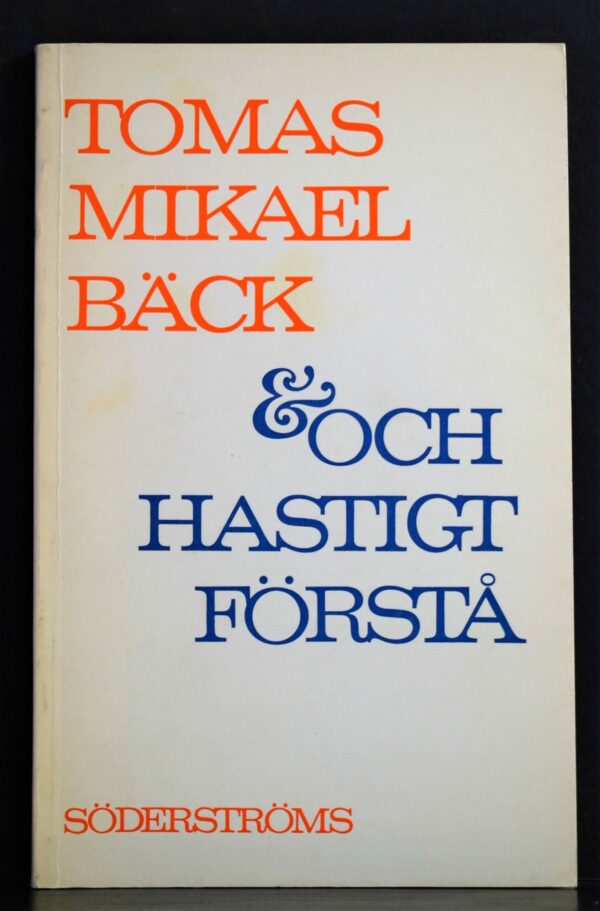 TOMAS
MIKAEL
BÄCK
&OCH
HASTIGT
FÖRSTÅ
SÖDERSTRÖMS